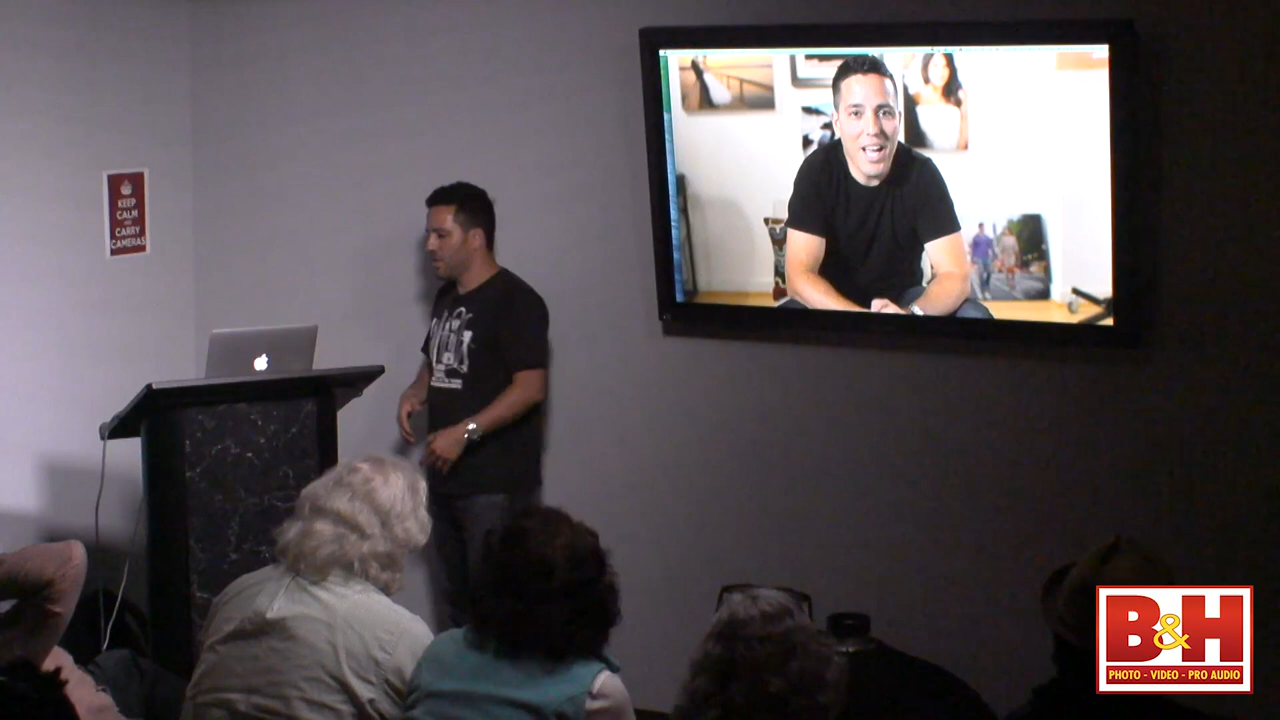 KEEP
CALM
AND
CARRY
CAMERAS
B&H
PHOTO - VIDEO - PRO AUDIO